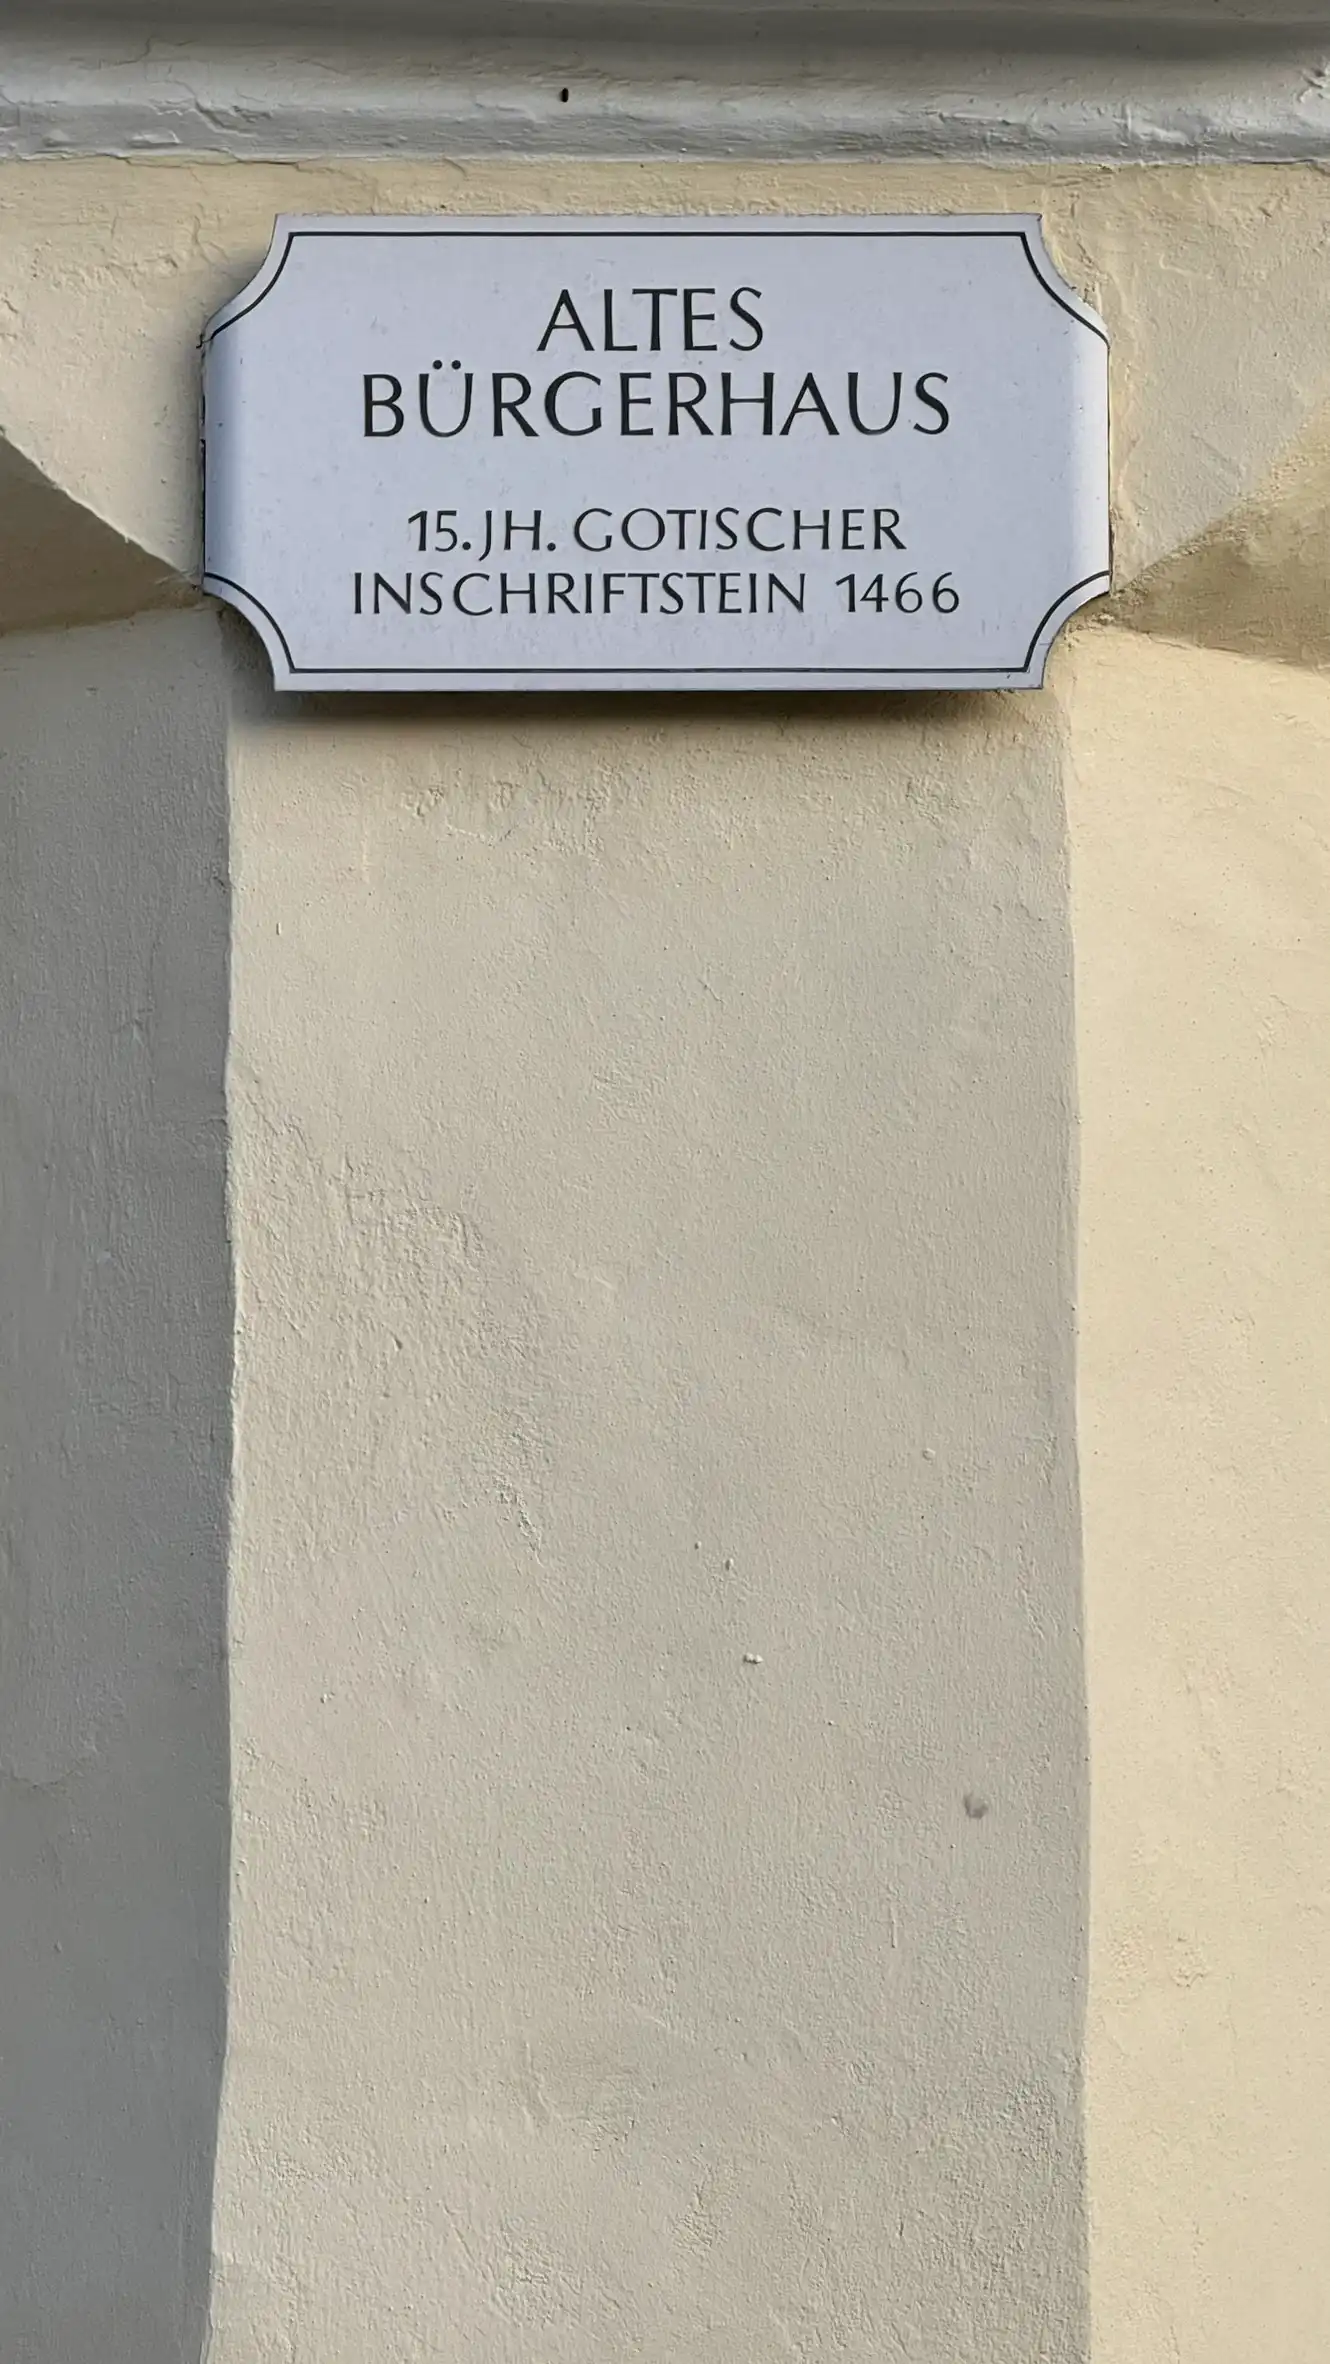 ALTES
BÜRGERHAUS
15.JH. GOTISCHER
INSCHRIFTSTEIN 1466